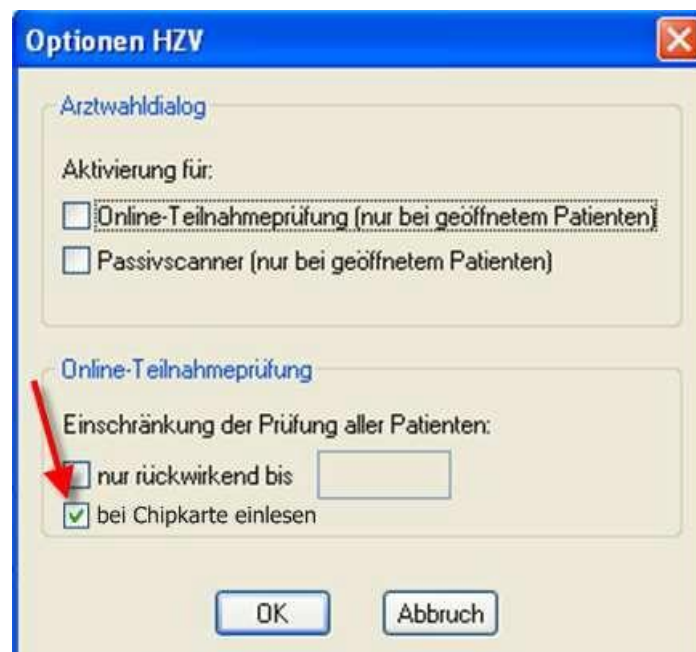 Optionen HZV
Arztwahldialog
Aktivierung für:
Online-Teilnahmeprüfung (nur bei geöffnetem Patienten)
Passivscanner (nur bei geöffnetem Patienten)
Online-Teilnahmeprüfung
Einschränkung der Prüfung aller Patienten:
nur rückwirkend bis
bei Chipkarte einlesen
OK Abbruch